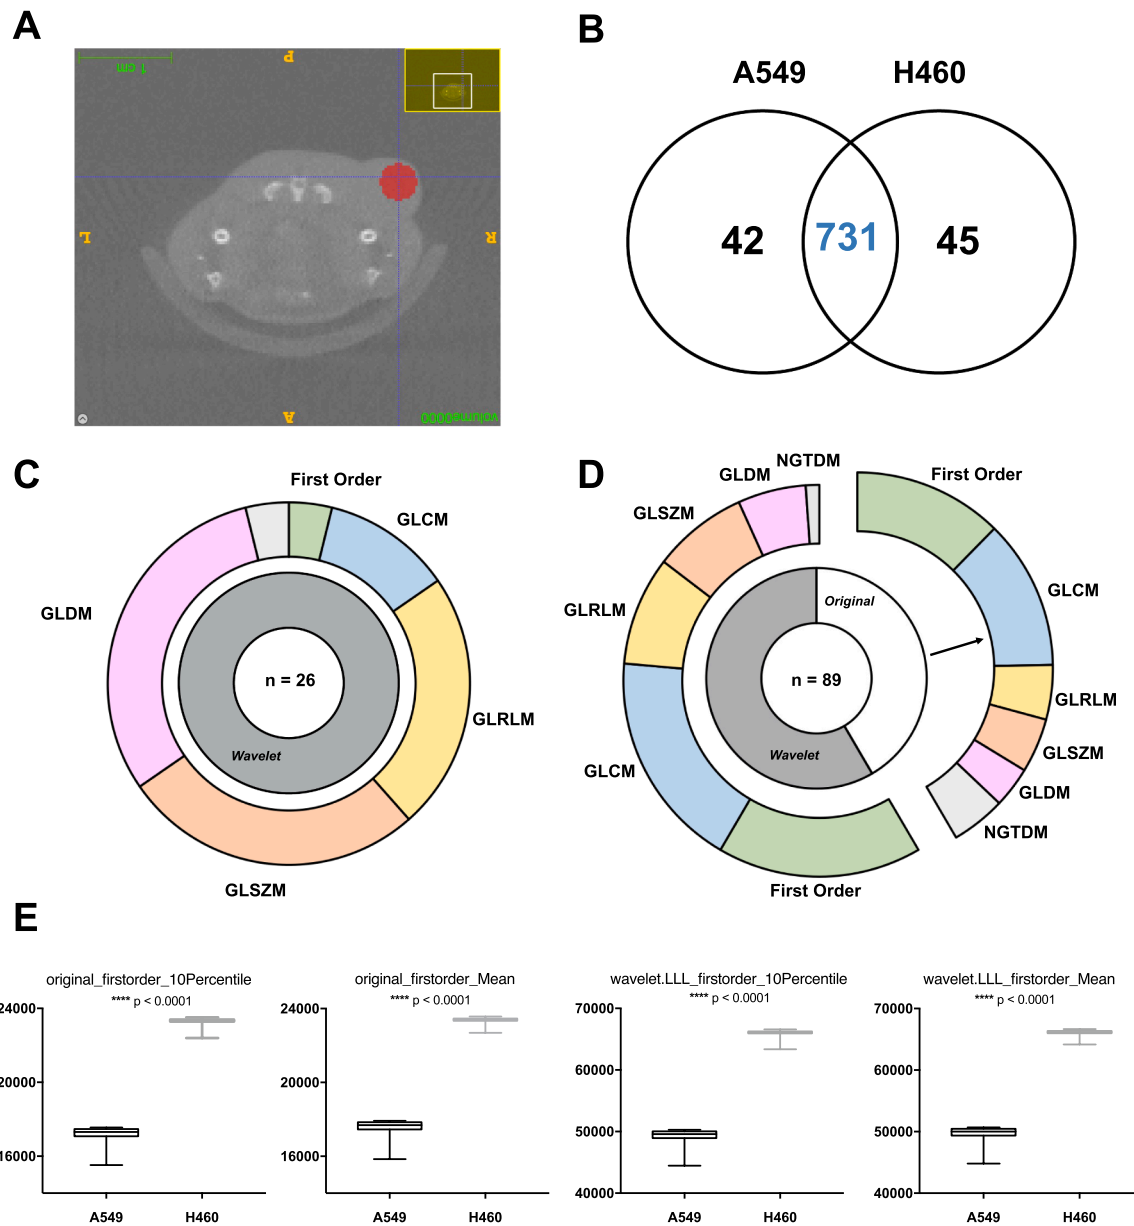 A
1 cm
P
L
R
A
volume0000
B
A549 H460
42 731 45
C
First Order
GLCM
GLDM
GLRLM
GLSZM
n = 26
Wavelet
D
NGTDM
GLDM
First Order
GLSZM
GLCM
GLRLM
Original
n = 89
GLRLM
Wavelet
GLSZM
GLCM
GLDM
NGTDM
First Order
E
original_firstorder_10Percentile
**** p < 0.0001
24000
20000
16000
A549 H460
original_firstorder_Mean
**** p < 0.0001
24000
20000
16000
A549 H460
wavelet.LLL_firstorder_10Percentile
**** p < 0.0001
70000
60000
50000
40000
A549 H460
wavelet.LLL_firstorder_Mean
**** p < 0.0001
70000
60000
50000
40000
A549 H460